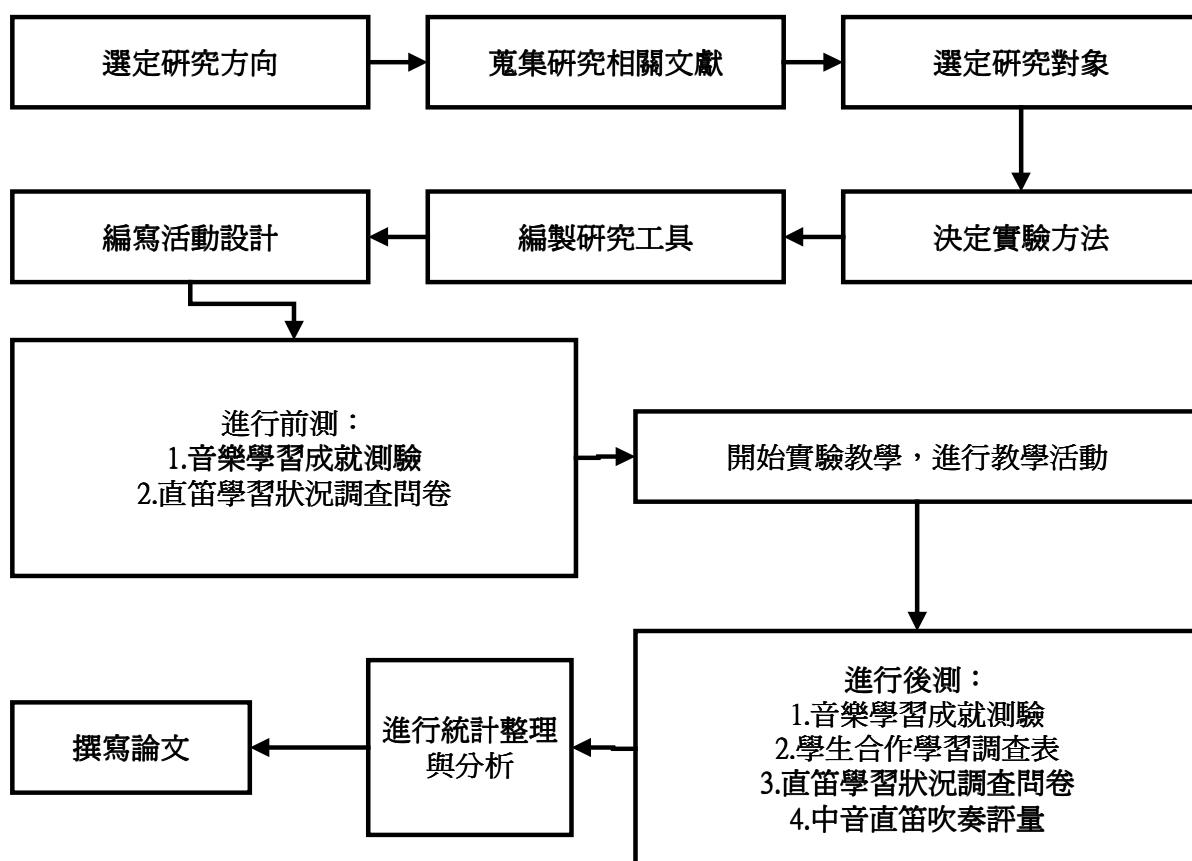 選定研究方向
蒐集研究相關文獻
選定研究對象
決定實驗方法
編製研究工具
編寫活動設計
進行前測：
1.音樂學習成就測驗
2.直笛學習狀況調查問卷
開始實驗教學，進行教學活動
進行後測：
1.音樂學習成就測驗
2.學生合作學習調查表
3.直笛學習狀況調查問卷
4.中音直笛吹奏評量
進行統計整理
與分析
撰寫論文